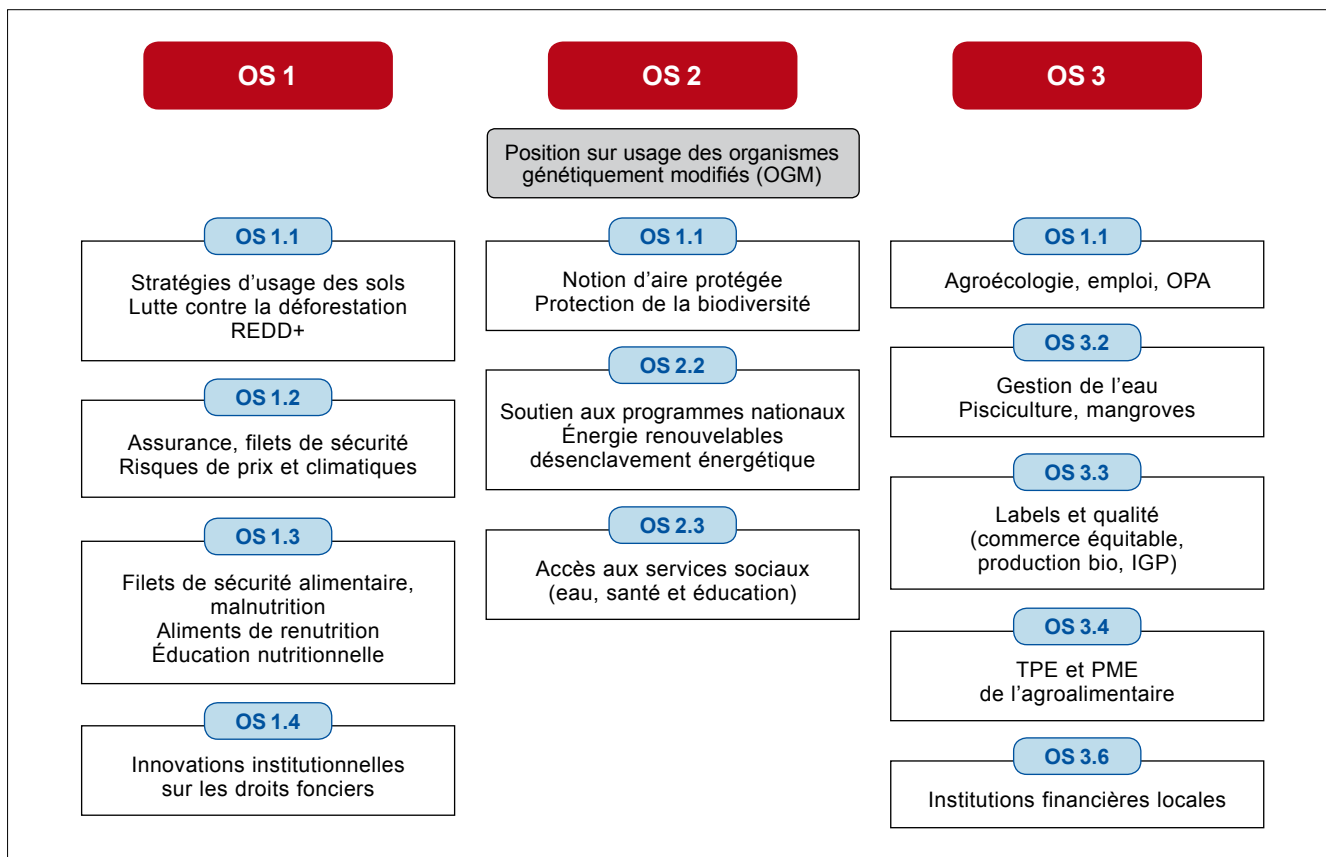 OS 1
OS 2
Position sur usage des organismes
génétiquement modifiés (OGM)
OS 3
OS 1.1
Stratégies d’usage des sols
Lutte contre la déforestation
REDD+
OS 1.2
Assurance, filets de sécurité
Risques de prix et climatiques
OS 1.3
Filets de sécurité alimentaire,
malnutrition
Aliments de renutrition
Éducation nutritionnelle
OS 1.4
Innovations institutionnelles
sur les droits fonciers
OS 1.1
Notion d’aire protégée
Protection de la biodiversité
OS 2.2
Soutien aux programmes nationaux
Énergie renouvelables
désenclavement énergétique
OS 2.3
Accès aux services sociaux
(eau, santé et éducation)
OS 1.1
Agroécologie, emploi, OPA
OS 3.2
Gestion de l’eau
Pisciculture, mangroves
OS 3.3
Labels et qualité
(commerce équitable,
production bio, IGP)
OS 3.4
TPE et PME
de l’agroalimentaire
OS 3.6
Institutions financières locales